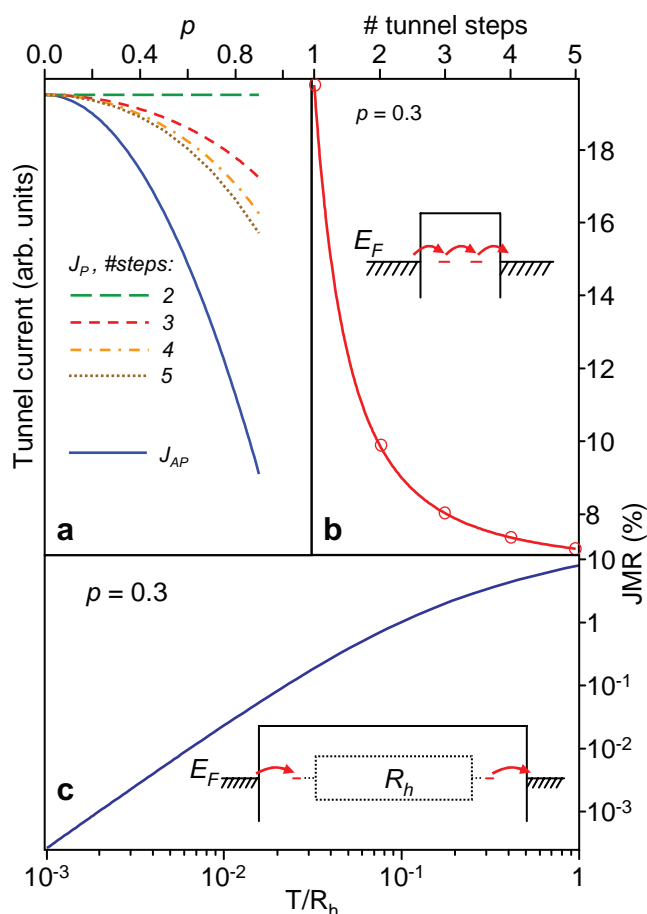 p # tunnel steps
0.0 0.4 0.8 1 2 3 4 5
Tunnel current (arb. units)
J_P , #steps:
2
3
4
5
J_AP
a
p = 0.3
E_F
18
16
14
12
10
8
b
JMR (%)
p = 0.3
10
1
10^-1
10^-2
10^-3
E_F
R_h
c
10^-3 10^-2 10^-1 1
T/R_h